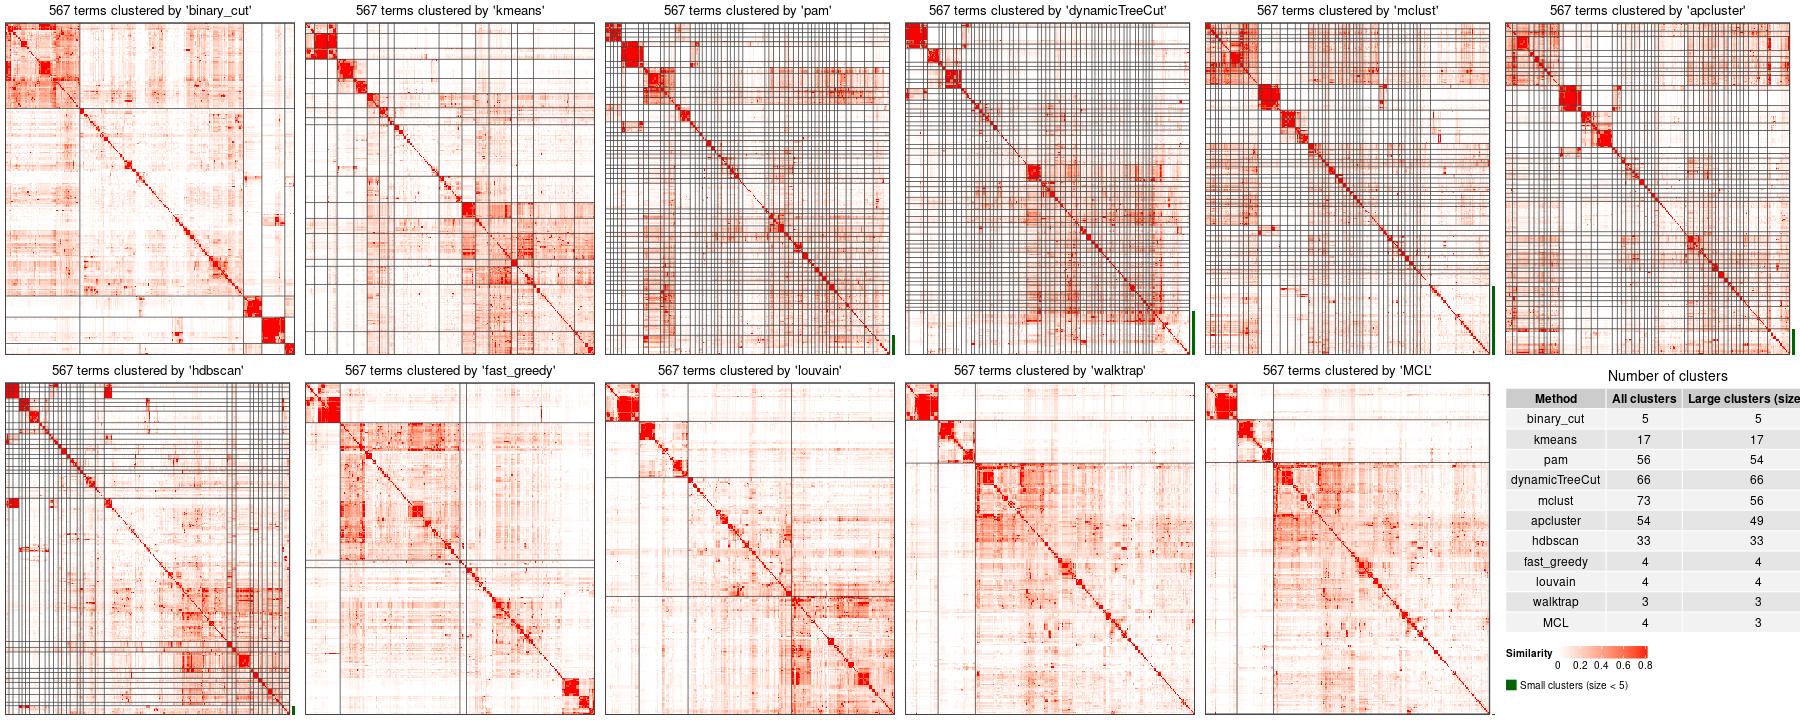 567 terms clustered by 'binary_cut'
567 terms clustered by 'kmeans'
567 terms clustered by 'pam'
567 terms clustered by 'dynamicTreeCut'
567 terms clustered by 'mclust'
567 terms clustered by 'apcluster'
567 terms clustered by 'hdbscan'
567 terms clustered by 'fast_greedy'
567 terms clustered by 'louvain'
567 terms clustered by 'walktrap'
567 terms clustered by 'MCL'
Number of clusters
Method All clusters Large clusters (size
binary_cut 5 5
kmeans 17 17
pam 56 54
dynamicTreeCut 66 66
mclust 73 56
apcluster 54 49
hdbscan 33 33
fast_greedy 4 4
louvain 4 4
walktrap 3 3
MCL 4 3
Similarity
0 0.2 0.4 0.6 0.8
Small clusters (size < 5)